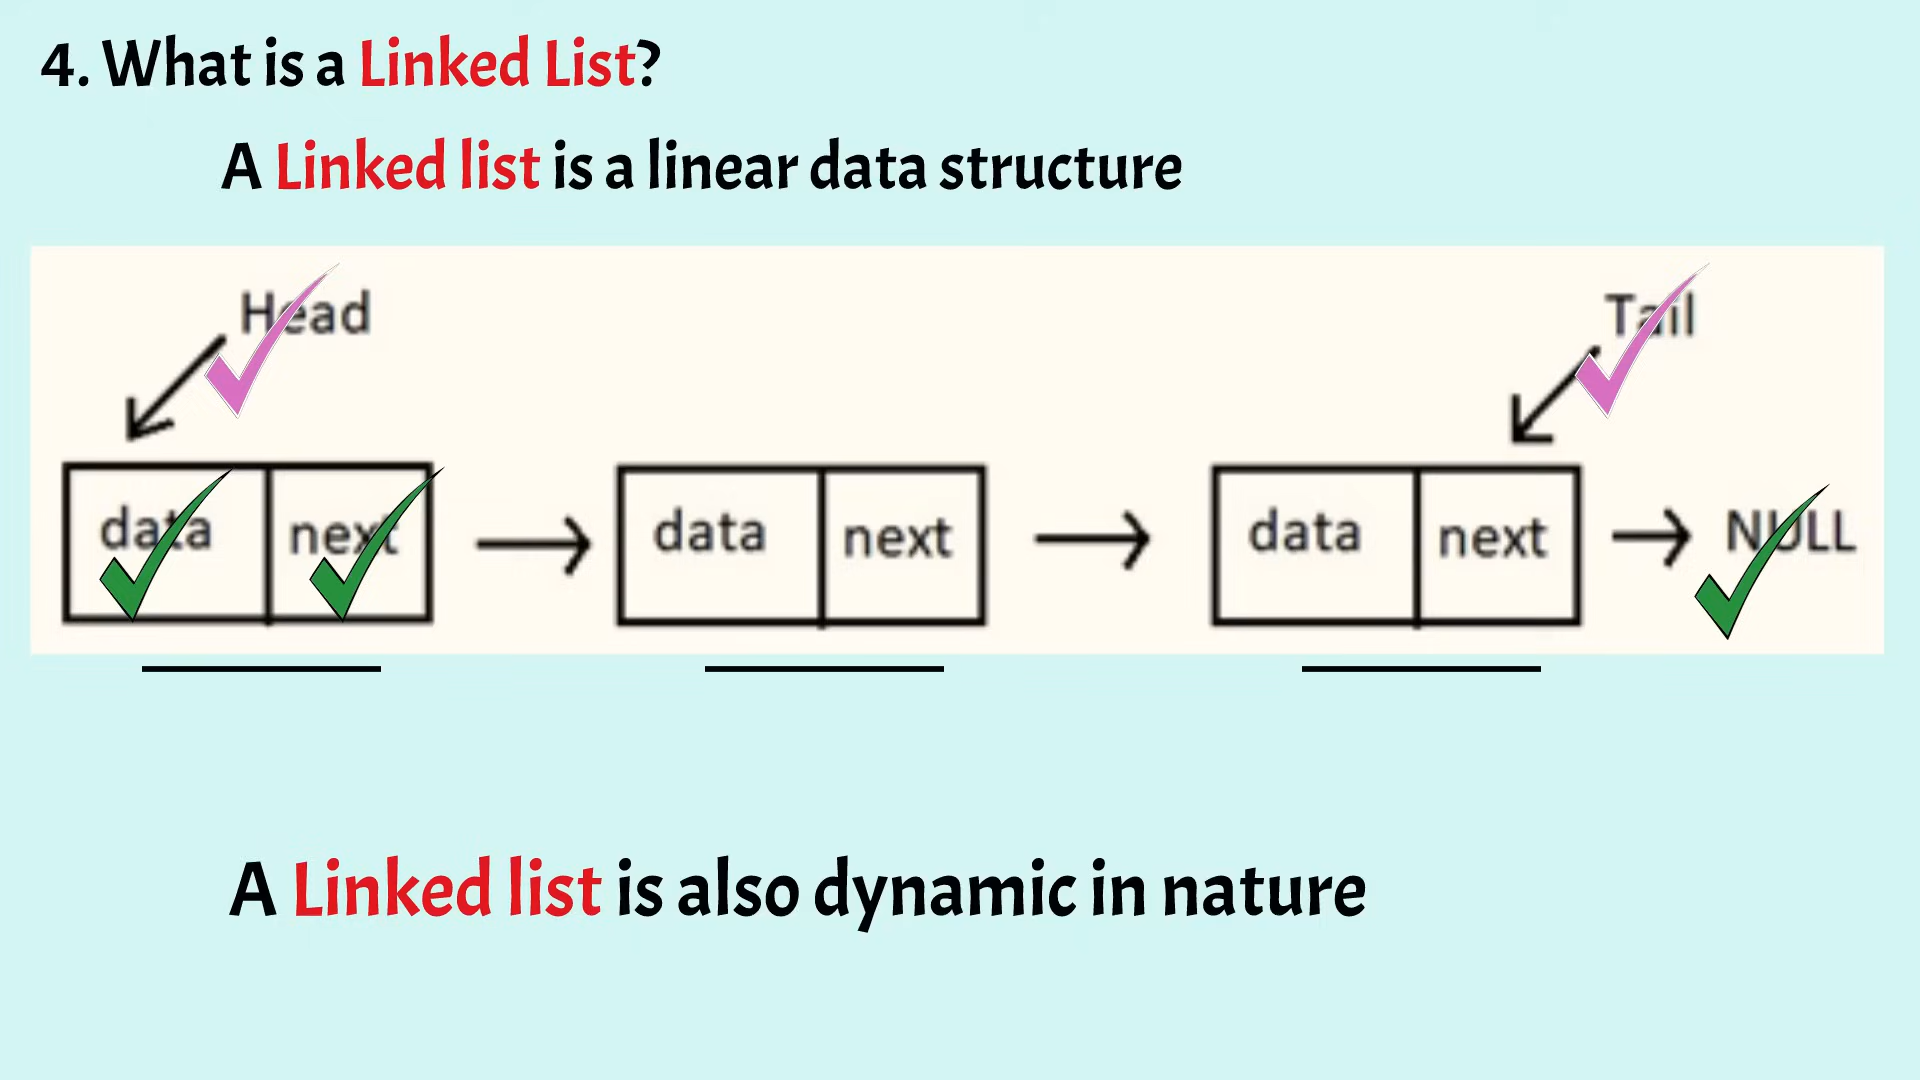 4. What is a Linked List?
A Linked list is a linear data structure
Head
Tail
data next data next data next NULL
A Linked list is also dynamic in nature